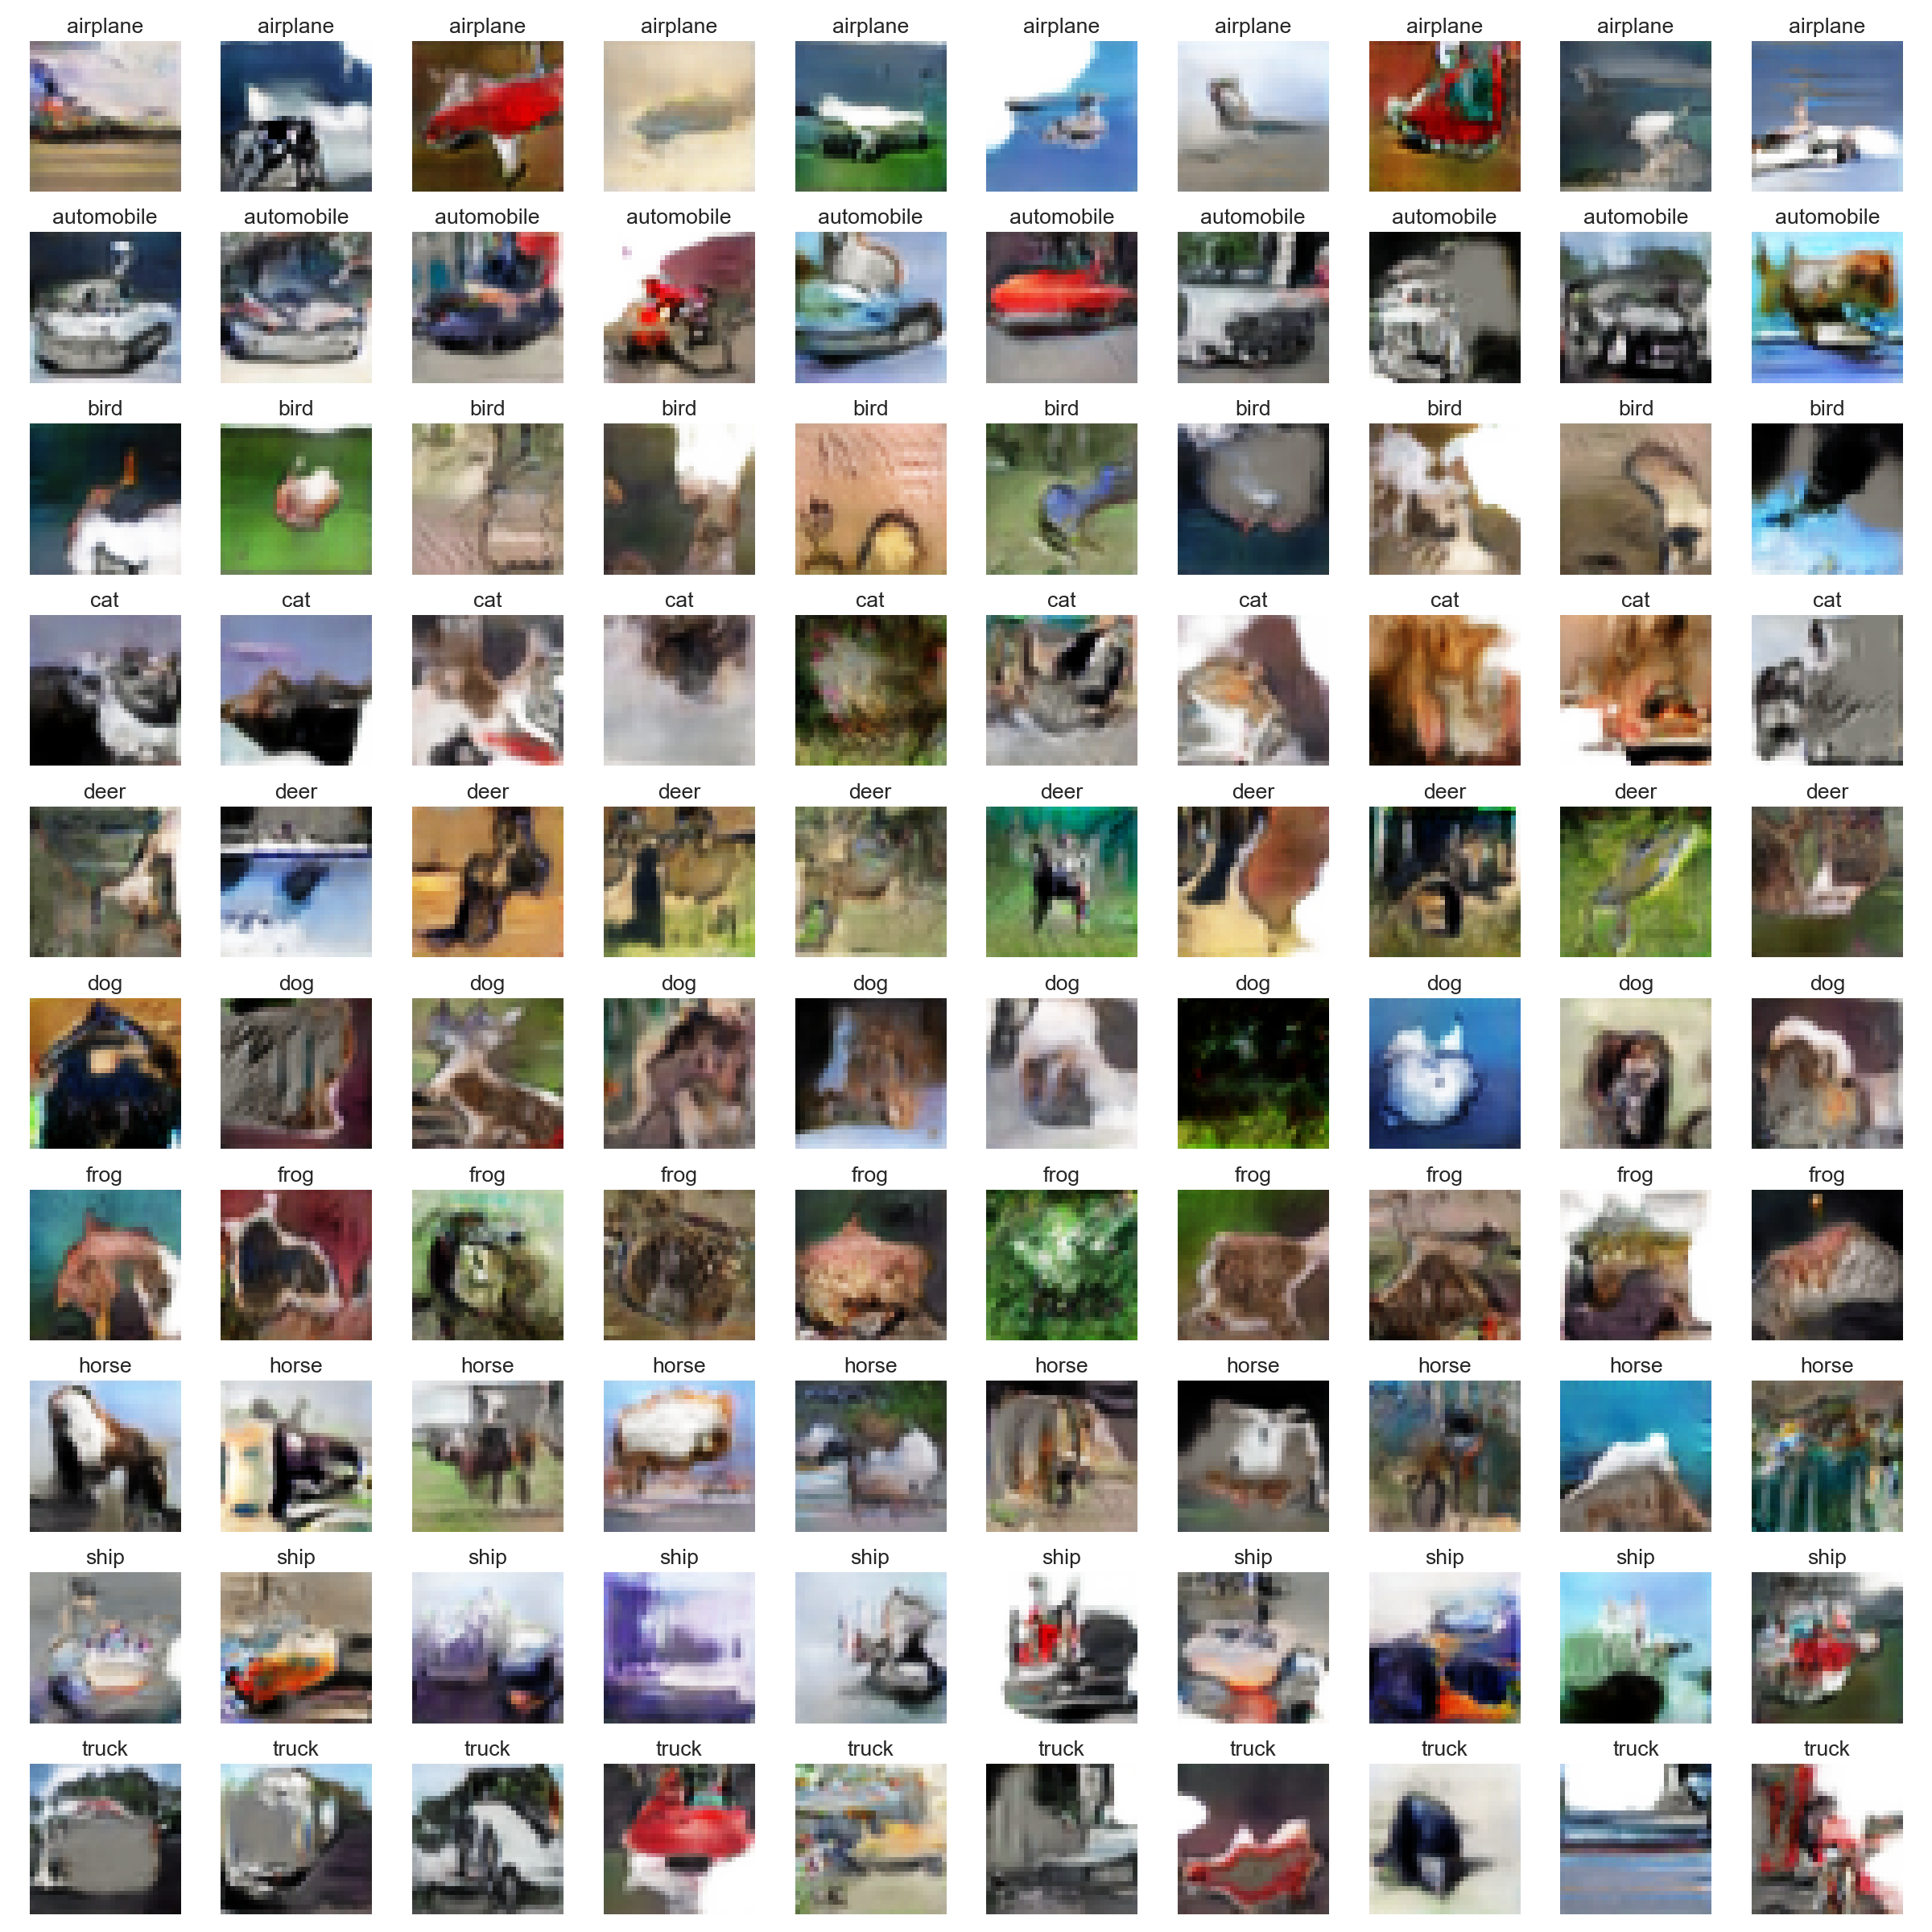 airplane airplane airplane airplane airplane airplane airplane airplane airplane airplane
automobile automobile automobile automobile automobile automobile automobile automobile automobile automobile
bird bird bird bird bird bird bird bird bird bird
cat cat cat cat cat cat cat cat cat cat
deer deer deer deer deer deer deer deer deer deer
dog dog dog dog dog dog dog dog dog dog
frog frog frog frog frog frog frog frog frog frog
horse horse horse horse horse horse horse horse horse horse
ship ship ship ship ship ship ship ship ship ship
truck truck truck truck truck truck truck truck truck truck